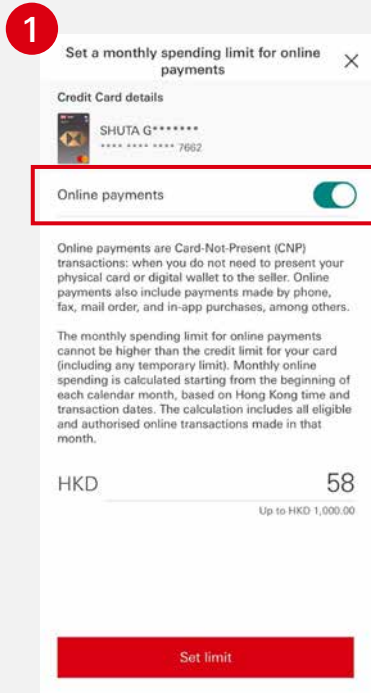 1
Set a monthly spending limit for online
payments
Credit Card details
SHUTA G*******
**** **** **** 7662
Online payments
Online payments are Card-Not-Present (CNP)
transactions: when you do not need to present your
physical card or digital wallet to the seller. Online
payments also include payments made by phone,
fax, mail order, and in-app purchases, among others.
The monthly spending limit for online payments
cannot be higher than the credit limit for your card
(including any temporary limit). Monthly online
spending is calculated starting from the beginning of
each calendar month, based on Hong Kong time and
transaction dates. The calculation includes all eligible
and authorised online transactions made in that
month.
HKD 58
Up to HKD 1,000.00
Set limit